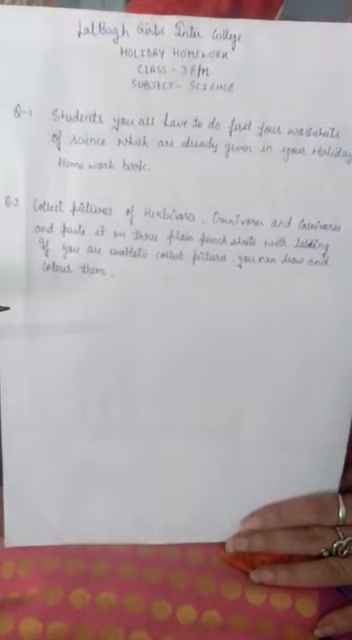 LalBagh Girls Inter College
HOLIDAY HOMEWORK
CLASS - 3 E/M
SUBJECT - SCIENCE
Q-1 Students you all have to do first four worksheets
of science which are already given in your Holiday
Home work book.
Q.2 Collect pictures of Herbivores, Omnivores and Carnivores
and paste it on three plain punch sheets with labling
If you are unable to collect pictures, you can draw and
colour them.